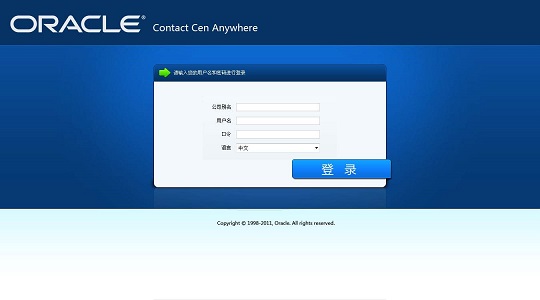 ORACLE® Contact Cen Anywhere
请输入您的用户名和密码进行登录
公司别名
用户名
口令
语言 中文
登 录
Copyright © 1998-2011, Oracle. All rights reserved.